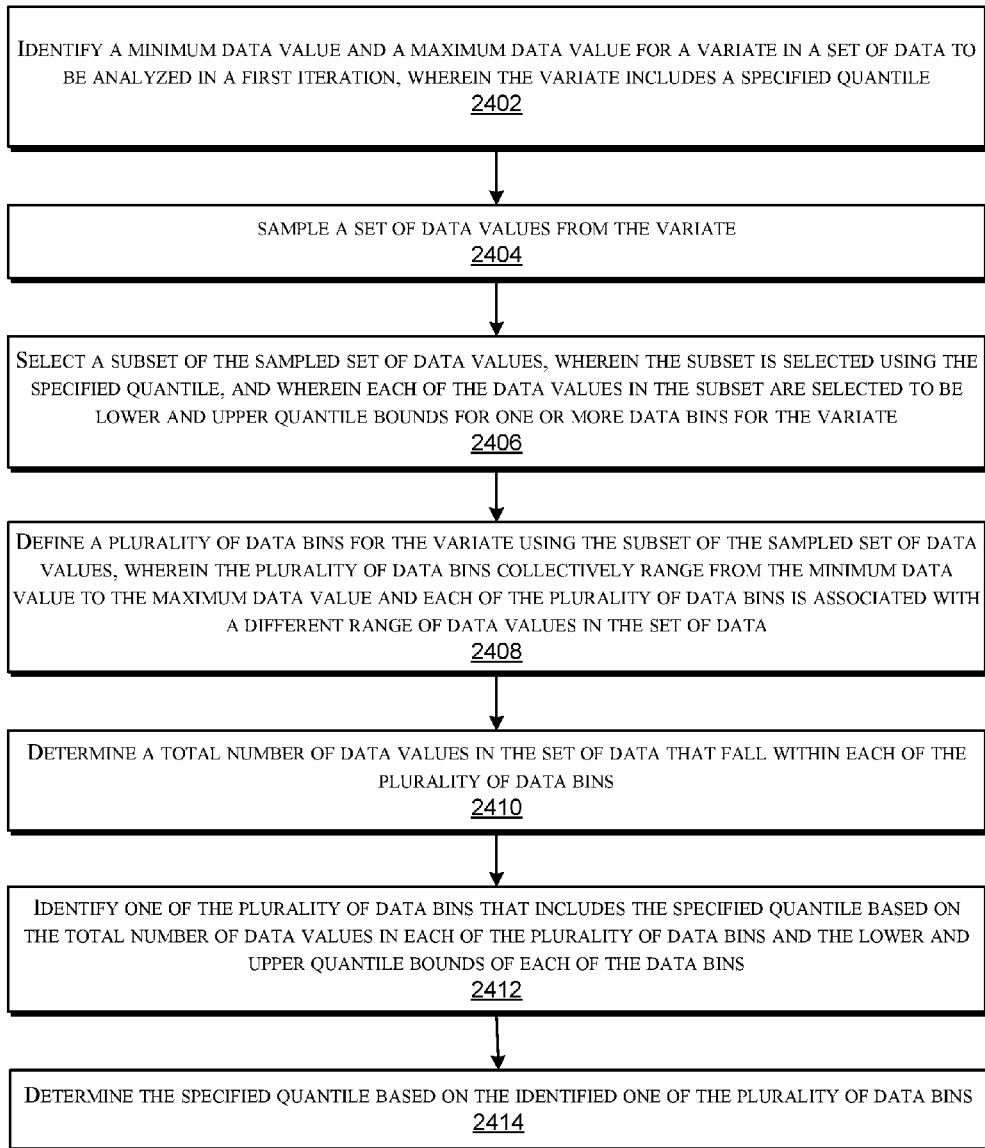 IDENTIFY A MINIMUM DATA VALUE AND A MAXIMUM DATA VALUE FOR A VARIATE IN A SET OF DATA TO
BE ANALYZED IN A FIRST ITERATION, WHEREIN THE VARIATE INCLUDES A SPECIFIED QUANTILE
2402
SAMPLE A SET OF DATA VALUES FROM THE VARIATE
2404
SELECT A SUBSET OF THE SAMPLED SET OF DATA VALUES, WHEREIN THE SUBSET IS SELECTED USING THE
SPECIFIED QUANTILE, AND WHEREIN EACH OF THE DATA VALUES IN THE SUBSET ARE SELECTED TO BE
LOWER AND UPPER QUANTILE BOUNDS FOR ONE OR MORE DATA BINS FOR THE VARIATE
2406
DEFINE A PLURALITY OF DATA BINS FOR THE VARIATE USING THE SUBSET OF THE SAMPLED SET OF DATA
VALUES, WHEREIN THE PLURALITY OF DATA BINS COLLECTIVELY RANGE FROM THE MINIMUM DATA
VALUE TO THE MAXIMUM DATA VALUE AND EACH OF THE PLURALITY OF DATA BINS IS ASSOCIATED WITH
A DIFFERENT RANGE OF DATA VALUES IN THE SET OF DATA
2408
DETERMINE A TOTAL NUMBER OF DATA VALUES IN THE SET OF DATA THAT FALL WITHIN EACH OF THE
PLURALITY OF DATA BINS
2410
IDENTIFY ONE OF THE PLURALITY OF DATA BINS THAT INCLUDES THE SPECIFIED QUANTILE BASED ON
THE TOTAL NUMBER OF DATA VALUES IN EACH OF THE PLURALITY OF DATA BINS AND THE LOWER AND
UPPER QUANTILE BOUNDS OF EACH OF THE DATA BINS
2412
DETERMINE THE SPECIFIED QUANTILE BASED ON THE IDENTIFIED ONE OF THE PLURALITY OF DATA BINS
2414